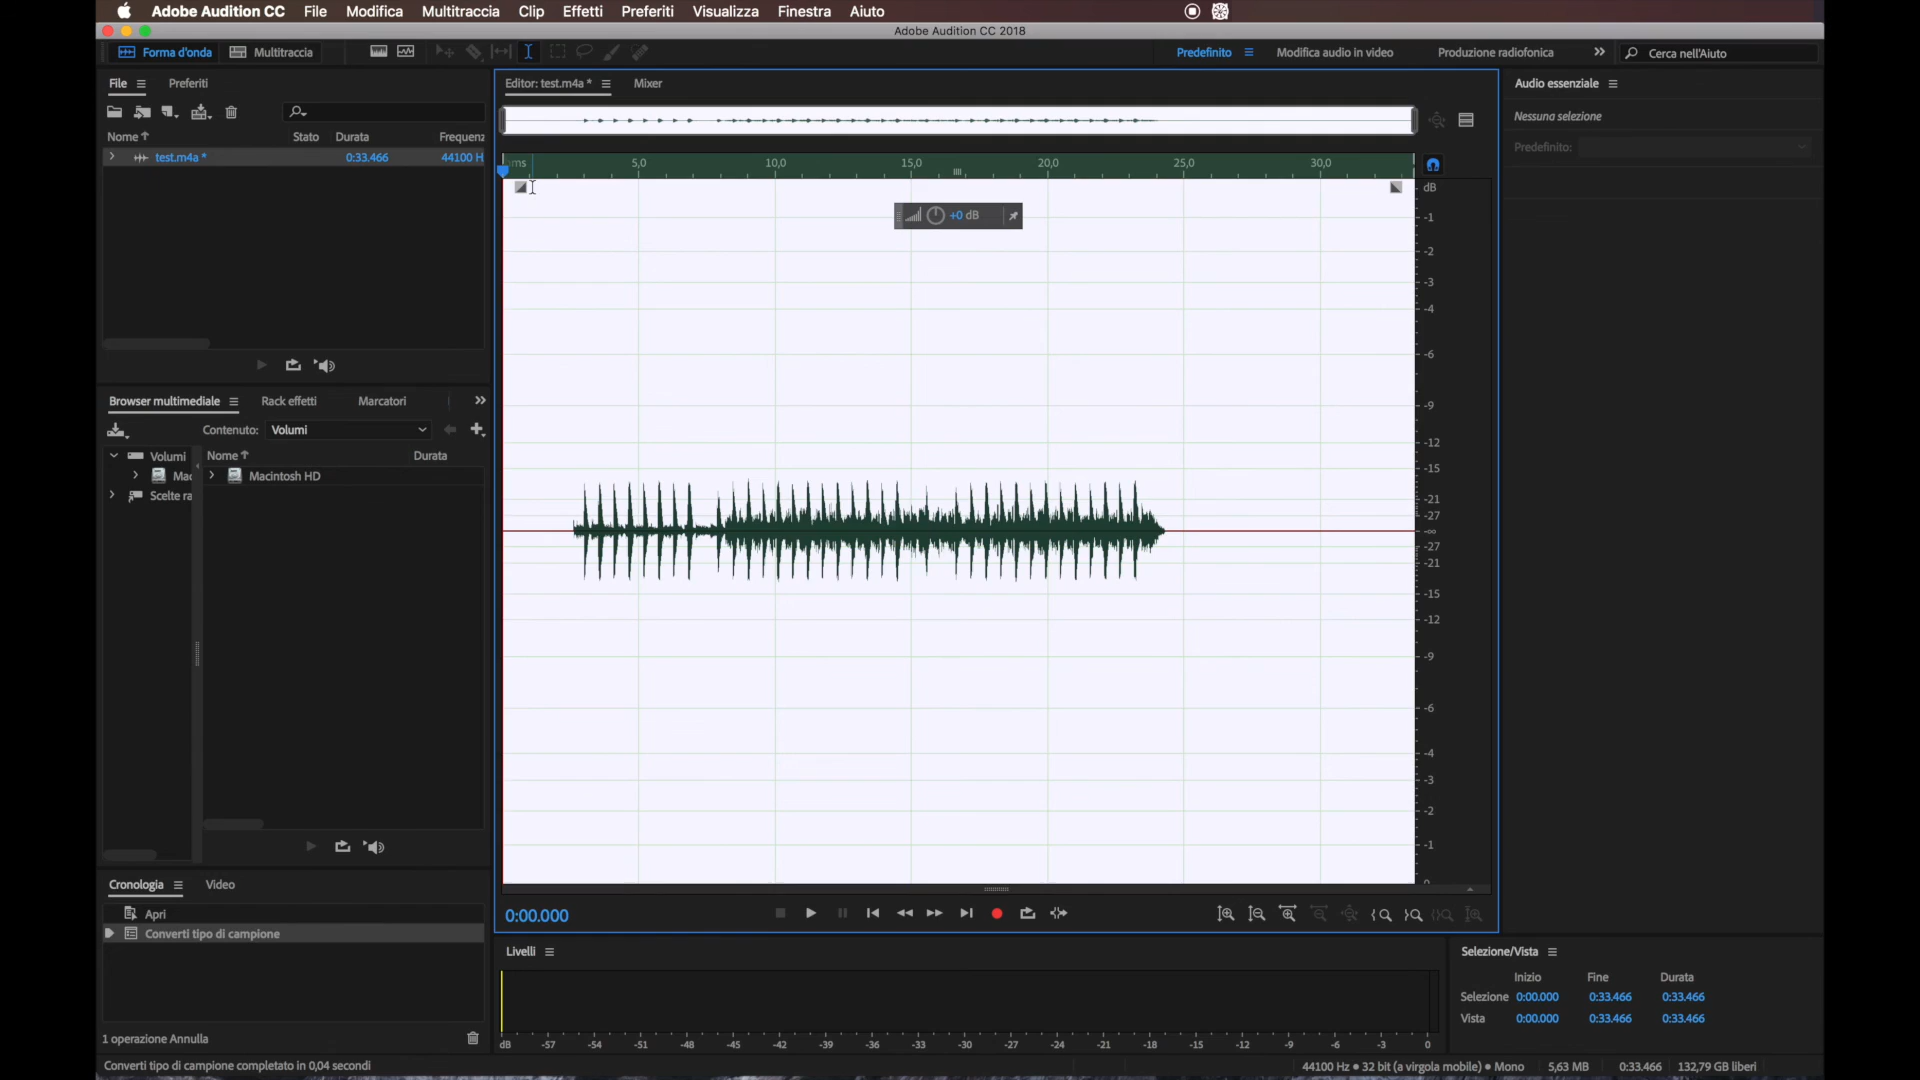 Adobe Audition CC File Modifica Multitraccia Clip Effetti Preferiti Visualizza Finestra Aiuto
Adobe Audition CC 2018
Forma d'onda Multitraccia Predefinito Modifica audio in video Produzione radiofonica Cerca nell'Aiuto
File Preferiti
Nome Stato Durata Frequenz
test.m4a * 0:33.466 44100 H
Browser multimediale Rack effetti Marcatori
Contenuto: Volumi
Volumi
Mac
Scelte ra
Nome Durata
Macintosh HD
Cronologia Video
Apri
Converti tipo di campione
1 operazione Annulla
Converti tipo di campione completato in 0,04 secondi
Editor: test.m4a * Mixer
5,0 10,0 15,0 20,0 25,0 30,0
+0 dB
dB
-1
-2
-3
-4
-6
-9
-12
-15
-21
-27
-∞
-27
-21
-15
-12
-9
-6
-4
-3
-2
-1
0:00.000
Livelli
dB -57 -54 -51 -48 -45 -42 -39 -36 -33 -30 -27 -24 -21 -18 -15 -12 -9 -6 -3 0
Audio essenziale
Nessuna selezione
Predefinito:
Selezione/Vista
Inizio Fine Durata
Selezione 0:00.000 0:33.466 0:33.466
Vista 0:00.000 0:33.466 0:33.466
44100 Hz • 32 bit (a virgola mobile) • Mono 5,63 MB 0:33.466 132,79 GB liberi